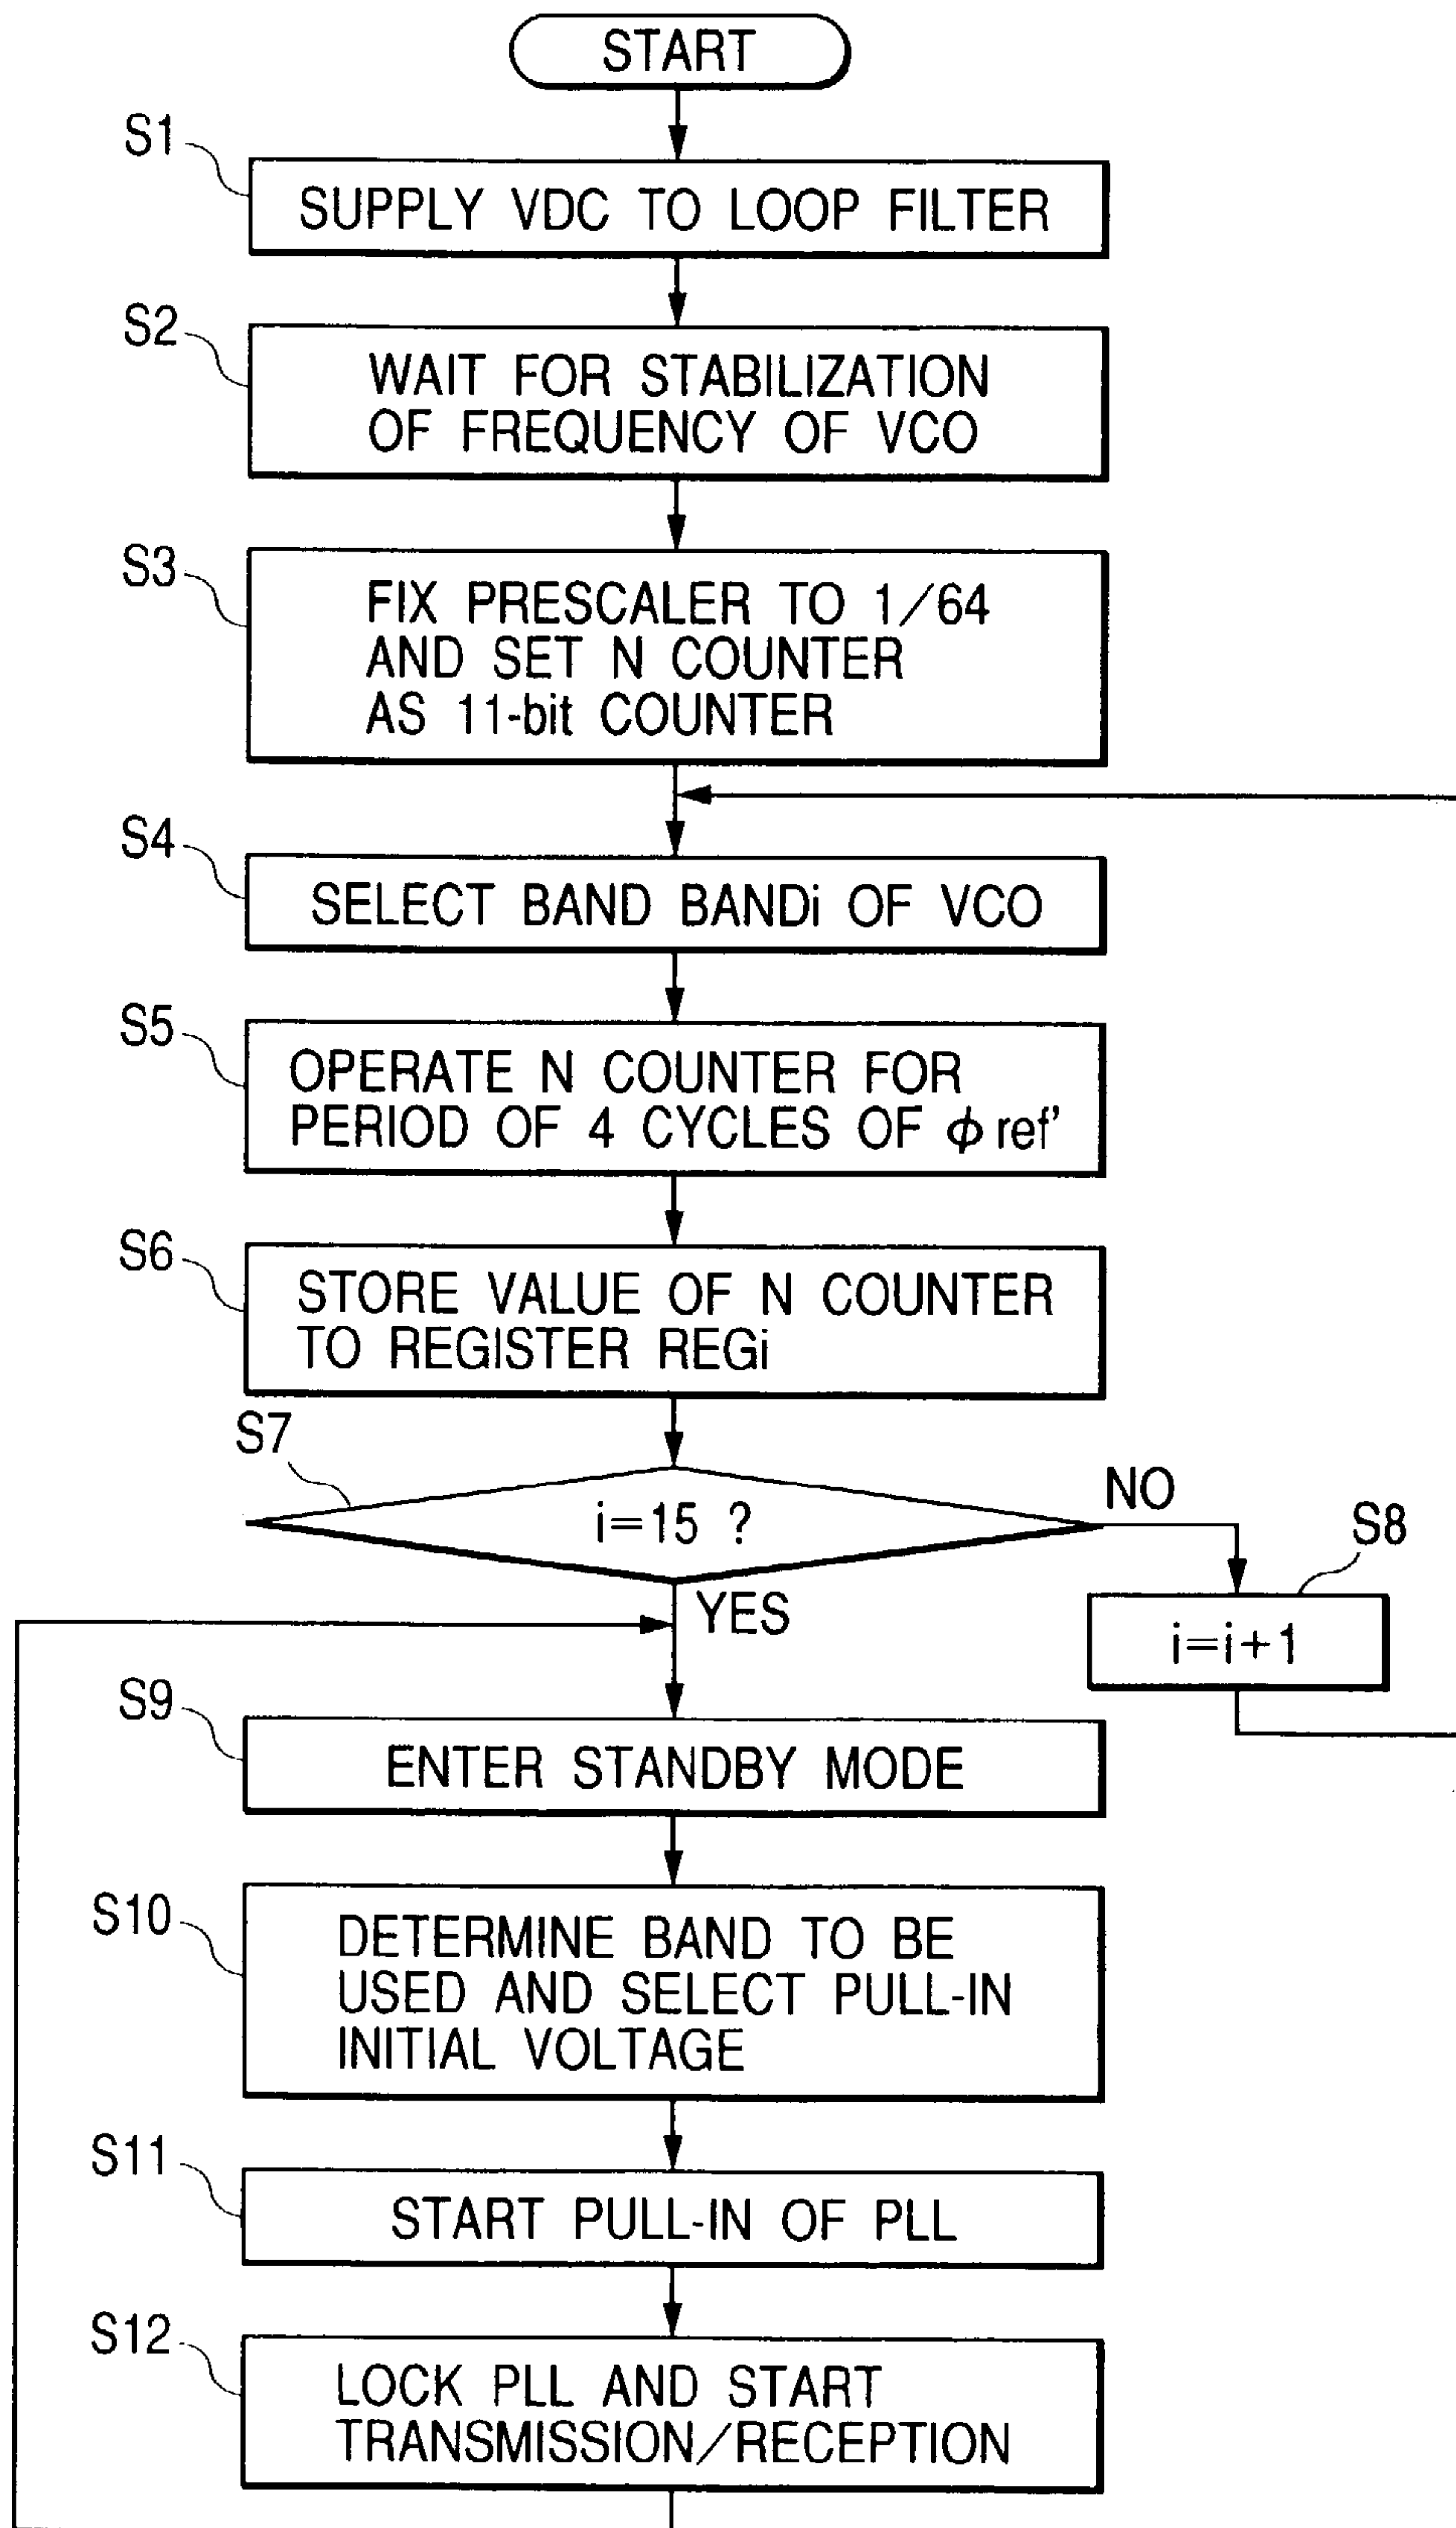 START
S1
SUPPLY VDC TO LOOP FILTER
S2
WAIT FOR STABILIZATION
OF FREQUENCY OF VCO
S3
FIX PRESCALER TO 1/64
AND SET N COUNTER
AS 11-bit COUNTER
S4
SELECT BAND BANDi OF VCO
S5
OPERATE N COUNTER FOR
PERIOD OF 4 CYCLES OF ϕ ref'
S6
STORE VALUE OF N COUNTER
TO REGISTER REGi
S7
i=15 ?
NO
S8
i=i+1
YES
S9
ENTER STANDBY MODE
S10
DETERMINE BAND TO BE
USED AND SELECT PULL-IN
INITIAL VOLTAGE
S11
START PULL-IN OF PLL
S12
LOCK PLL AND START
TRANSMISSION/RECEPTION